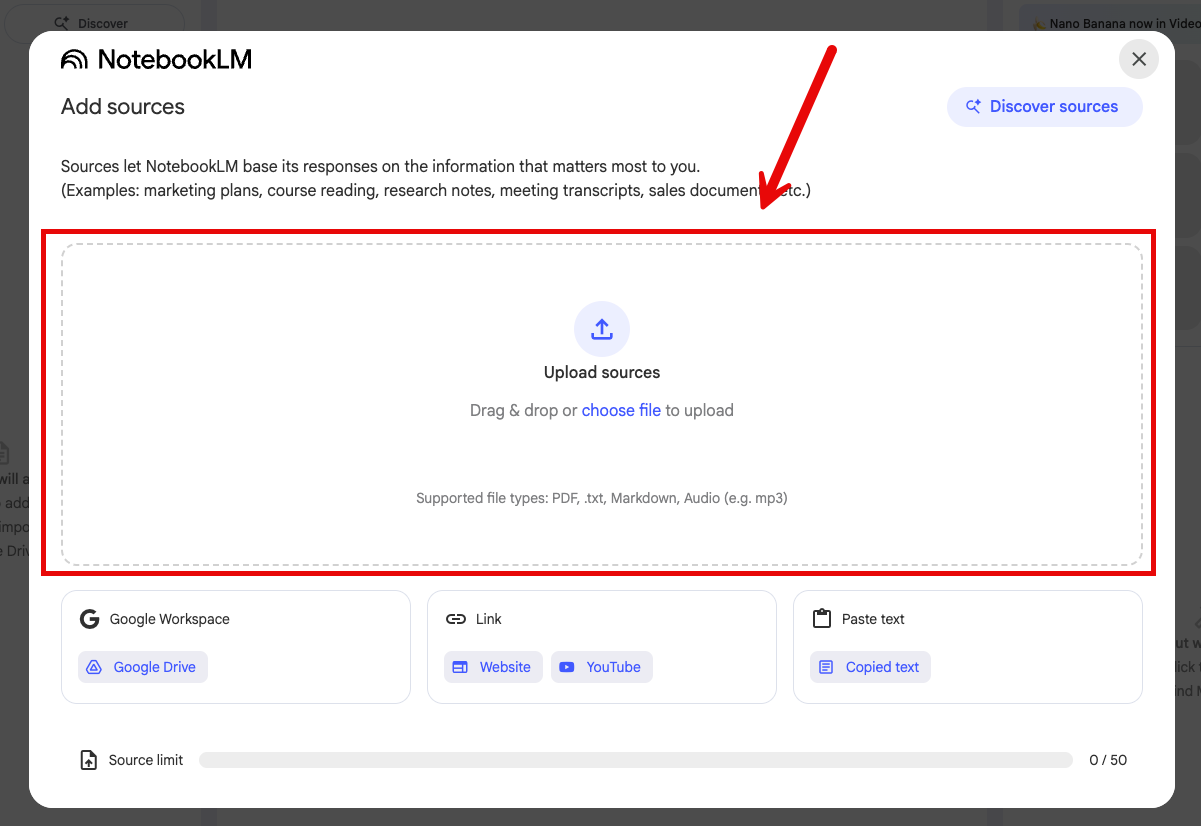 Discover
Nano Banana now in Video
NotebookLM
Add sources
Discover sources
Sources let NotebookLM base its responses on the information that matters most to you.
(Examples: marketing plans, course reading, research notes, meeting transcripts, sales document etc.)
Upload sources
Drag & drop or choose file to upload
Supported file types: PDF, .txt, Markdown, Audio (e.g. mp3)
will a
add
impo
e Driv
Google Workspace
Google Drive
Link
Website
YouTube
Paste text
Copied text
ut w
lick t
ind
Source limit
0 / 50